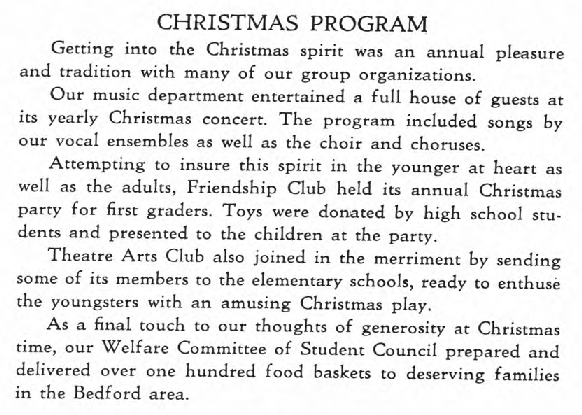 CHRISTMAS PROGRAM
Getting into the Christmas spirit was an annual pleasure
and tradition with many of our group organizations.
Our music department entertained a full house of guests at
its yearly Christmas concert. The program included songs by
our vocal ensembles as well as the choir and choruses.
Attempting to insure this spirit in the younger at heart as
well as the adults, Friendship Club held its annual Christmas
party for first graders. Toys were donated by high school stu-
dents and presented to the children at the party.
Theatre Arts Club also joined in the merriment by sending
some of its members to the elementary schools, ready to enthuse
the youngsters with an amusing Christmas play.
As a final touch to our thoughts of generosity at Christmas
time, our Welfare Committee of Student Council prepared and
delivered over one hundred food baskets to deserving families
in the Bedford area.